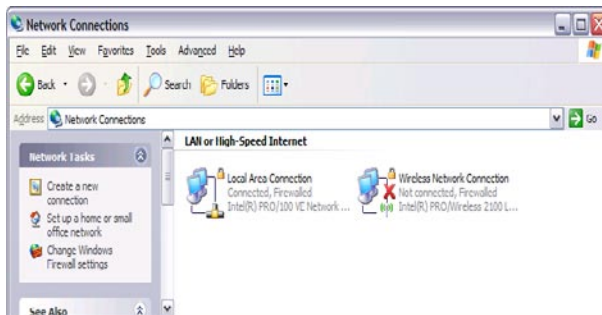 Network Connections
File Edit View Favorites Tools Advanced Help
Back Search Folders
Address Network Connections Go
Network Tasks
Create a new
connection
Set up a home or small
office network
Change Windows
Firewall settings
See Also
LAN or High-Speed Internet
Local Area Connection
Connected, Firewalled
Intel(R) PRO/100 VE Network ...
Wireless Network Connection
Not connected, Firewalled
Intel(R) PRO/Wireless 2100 L...